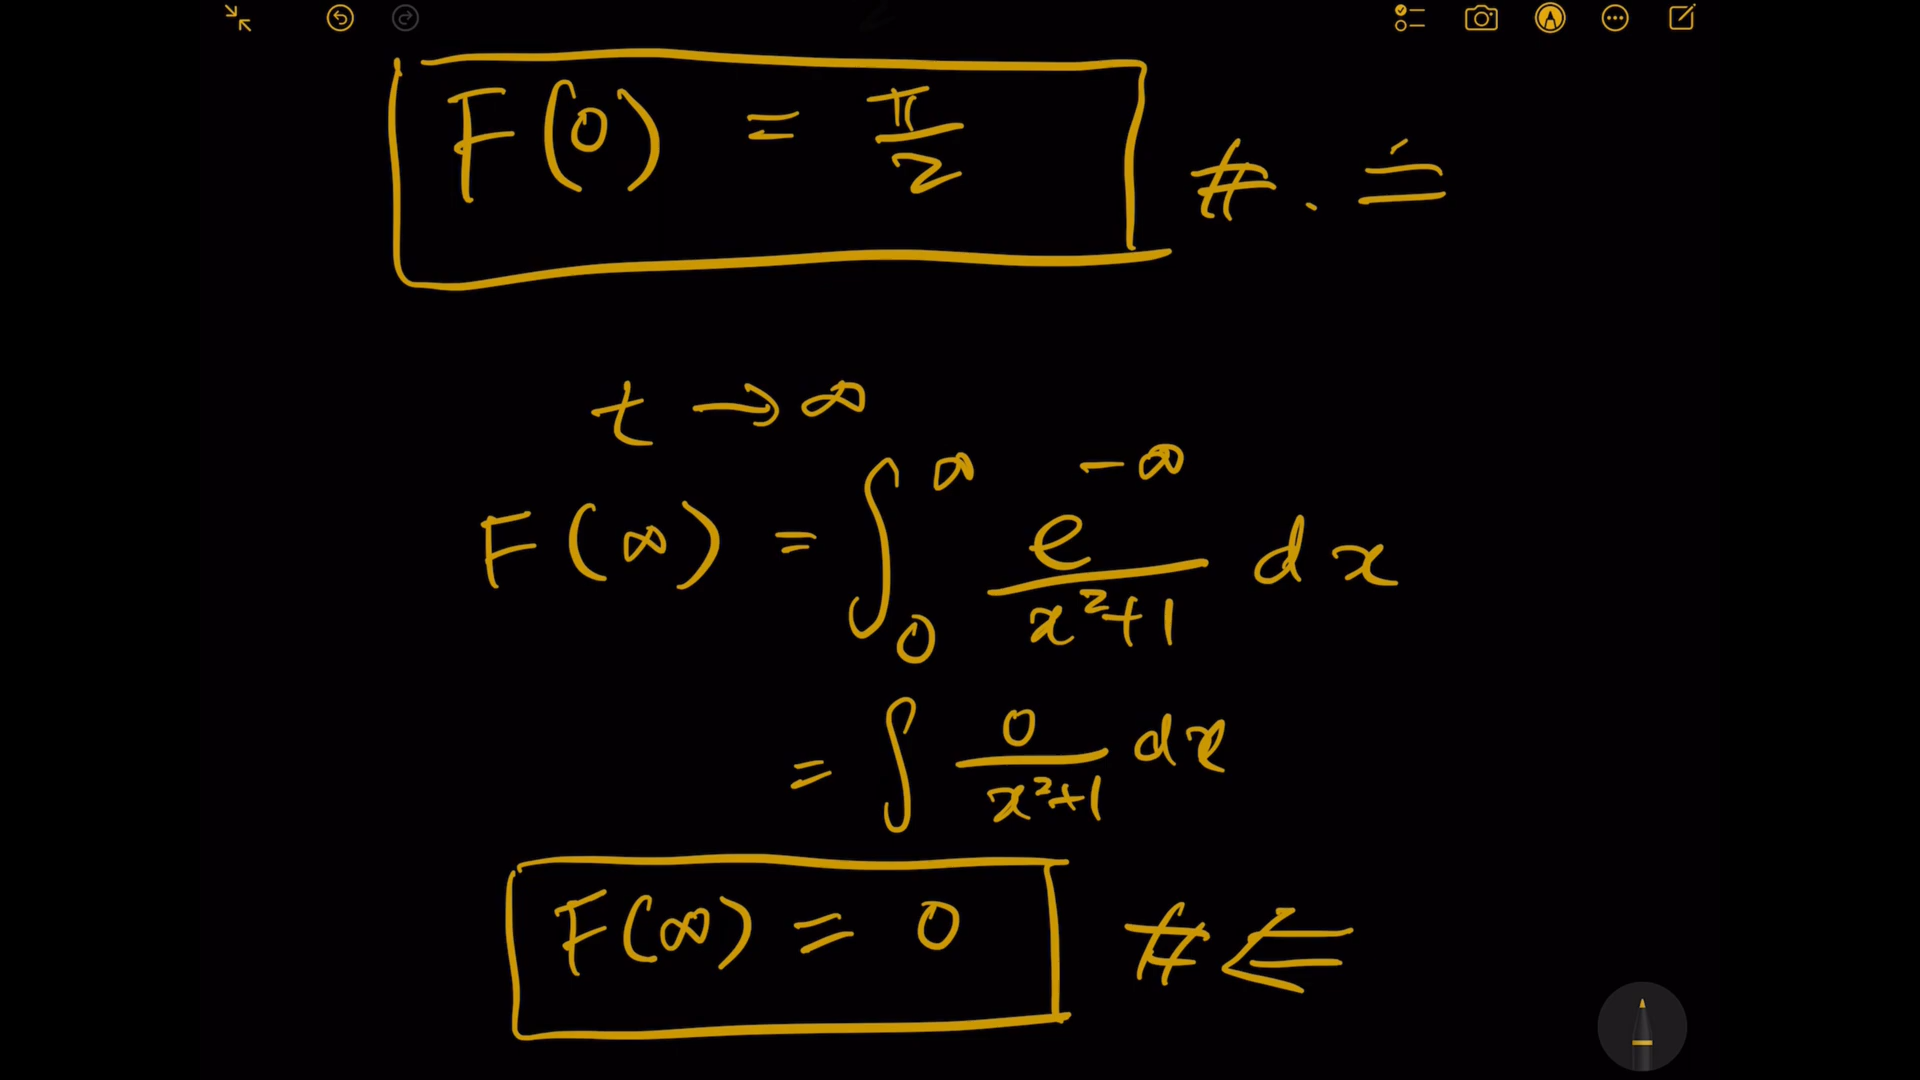 F(0) = π/2 #. ≐
t → ∞
F(∞) = ∫₀^∞ e^(-∞)/(x²+1) dx
= ∫ 0/(x²+1) dx
F(∞) = 0 # ⇐